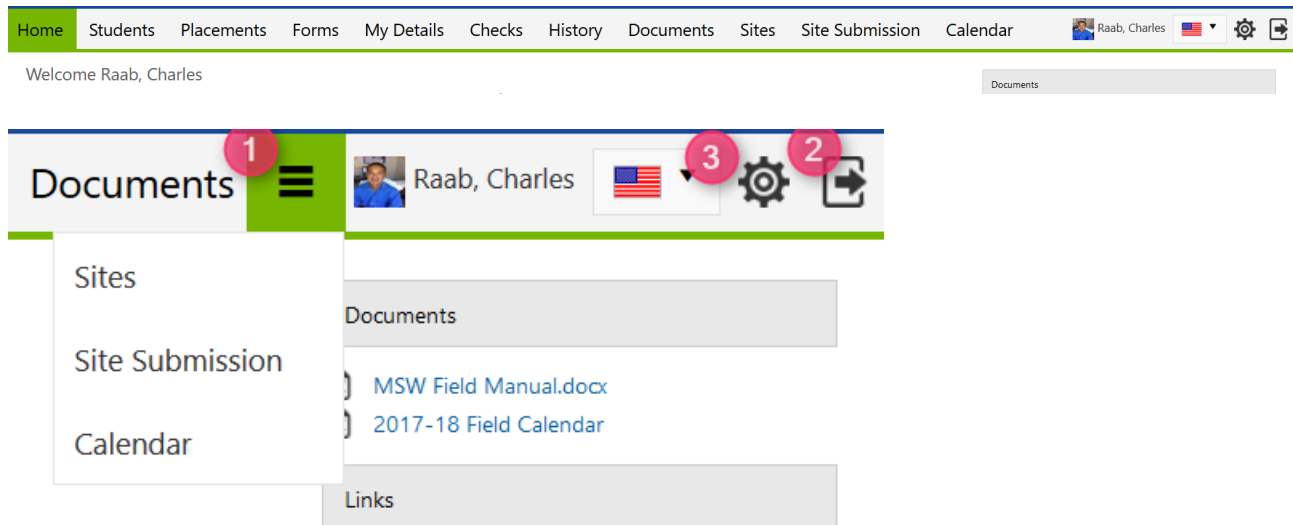 Home Students Placements Forms My Details Checks History Documents Sites Site Submission Calendar Raab, Charles
Welcome Raab, Charles
Documents
Documents 1 Raab, Charles 3 2
Sites
Site Submission
Calendar
Documents
MSW Field Manual.docx
2017-18 Field Calendar
Links